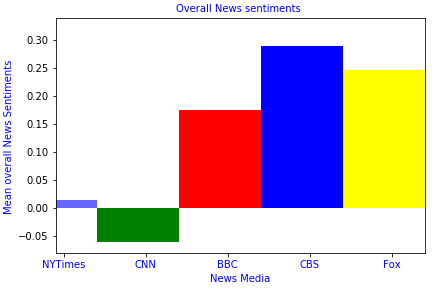 Overall News sentiments
Mean overall News Sentiments
0.30
0.25
0.20
0.15
0.10
0.05
0.00
−0.05
NYTimes CNN BBC CBS Fox
News Media